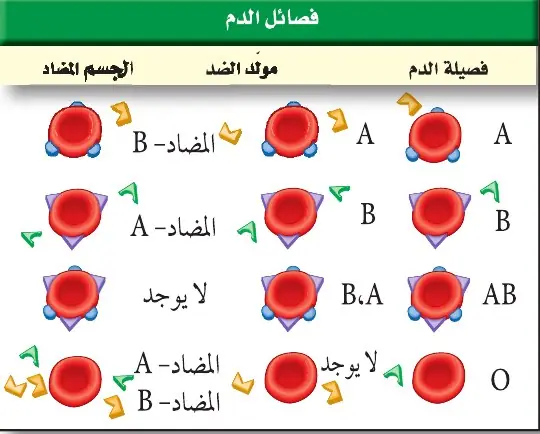 فصائل الدم
فصيلة الدم مولّد الضد الجسم المضاد
A A المضاد- B
B B المضاد- A
AB B،A لا يوجد
O لا يوجد المضاد- A
المضاد- B